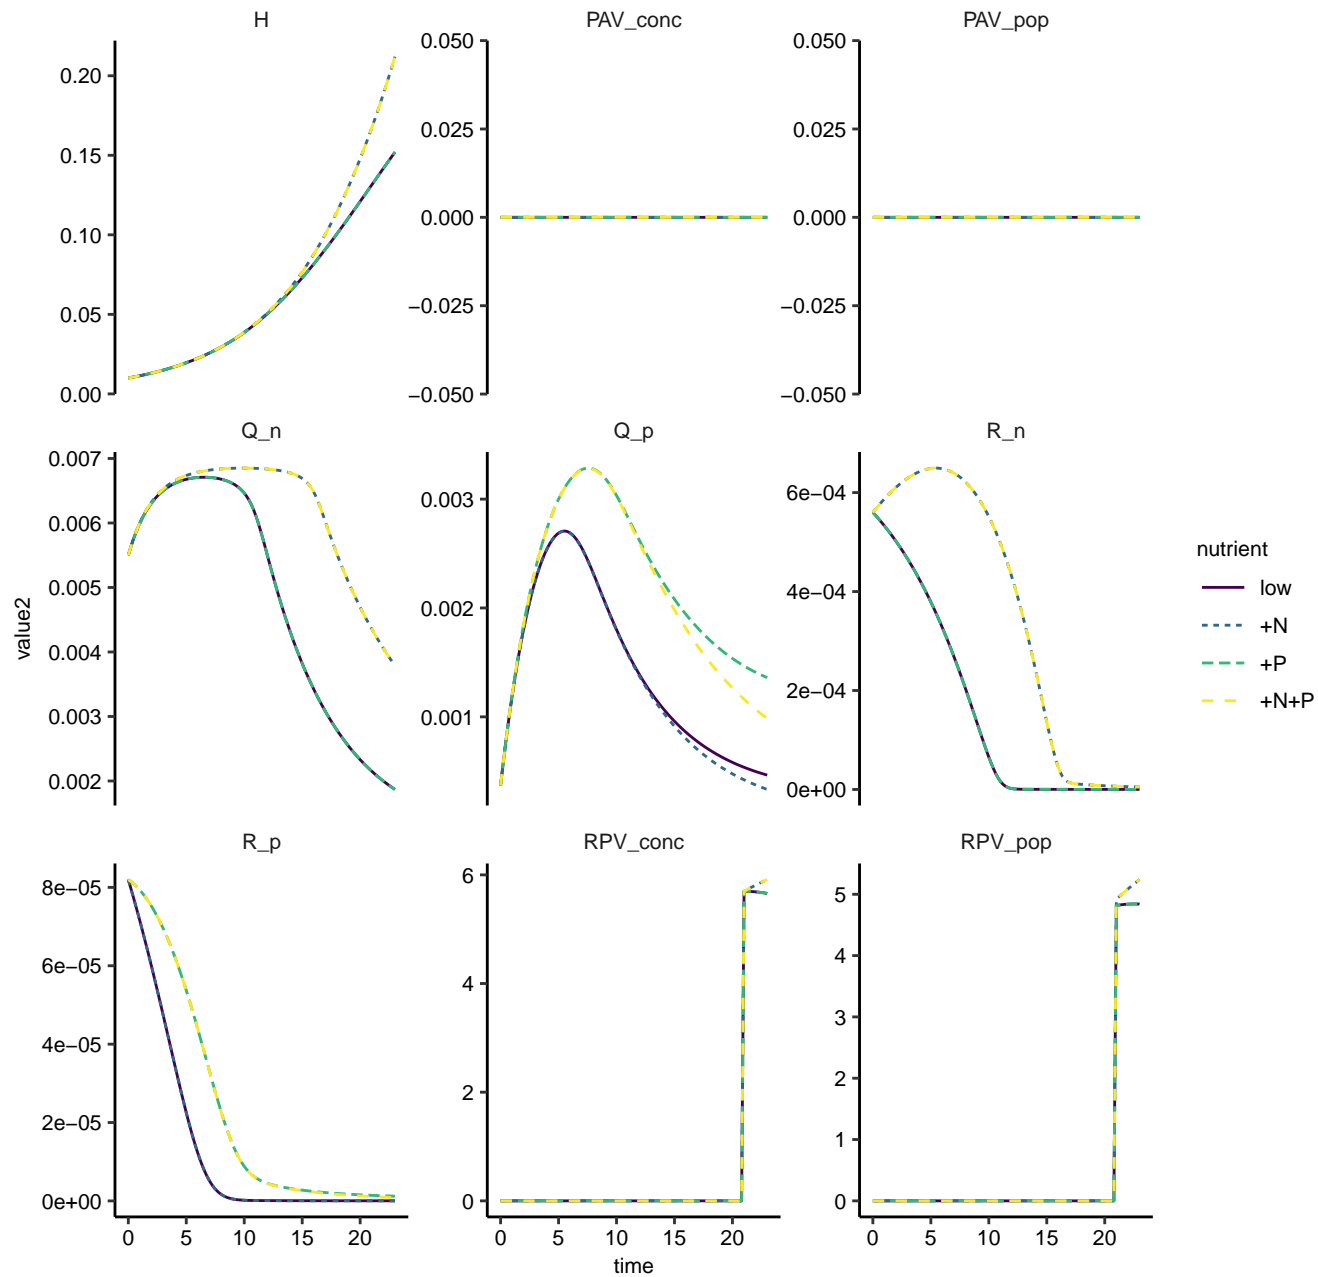 H
PAV_conc
PAV_pop
0.20
0.15
0.10
0.05
0.00
0.050
0.025
0.000
−0.025
−0.050
0.050
0.025
0.000
−0.025
−0.050
Q_n
Q_p
R_n
0.007
0.006
0.005
0.004
0.003
0.002
0.003
0.002
0.001
6e−04
4e−04
2e−04
0e+00
value2
nutrient
low
+N
+P
+N+P
R_p
RPV_conc
RPV_pop
8e−05
6e−05
4e−05
2e−05
0e+00
6
4
2
0
5
4
3
2
1
0
0 5 10 15 20
0 5 10 15 20
0 5 10 15 20
time